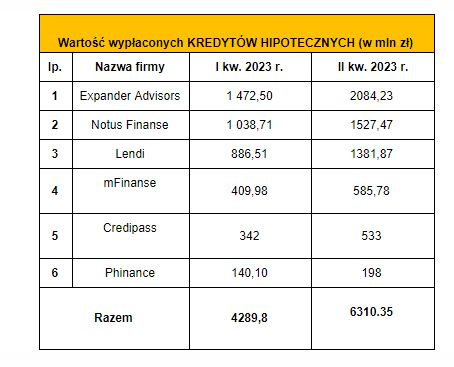 Wartość wypłaconych KREDYTÓW HIPOTECZNYCH (w mln zł)
lp. Nazwa firmy I kw. 2023 r. II kw. 2023 r.
1 Expander Advisors 1 472,50 2084,23
2 Notus Finanse 1 038,71 1527,47
3 Lendi 886,51 1381,87
4 mFinanse 409,98 585,78
5 Credipass 342 533
6 Phinance 140,10 198
Razem 4289,8 6310.35